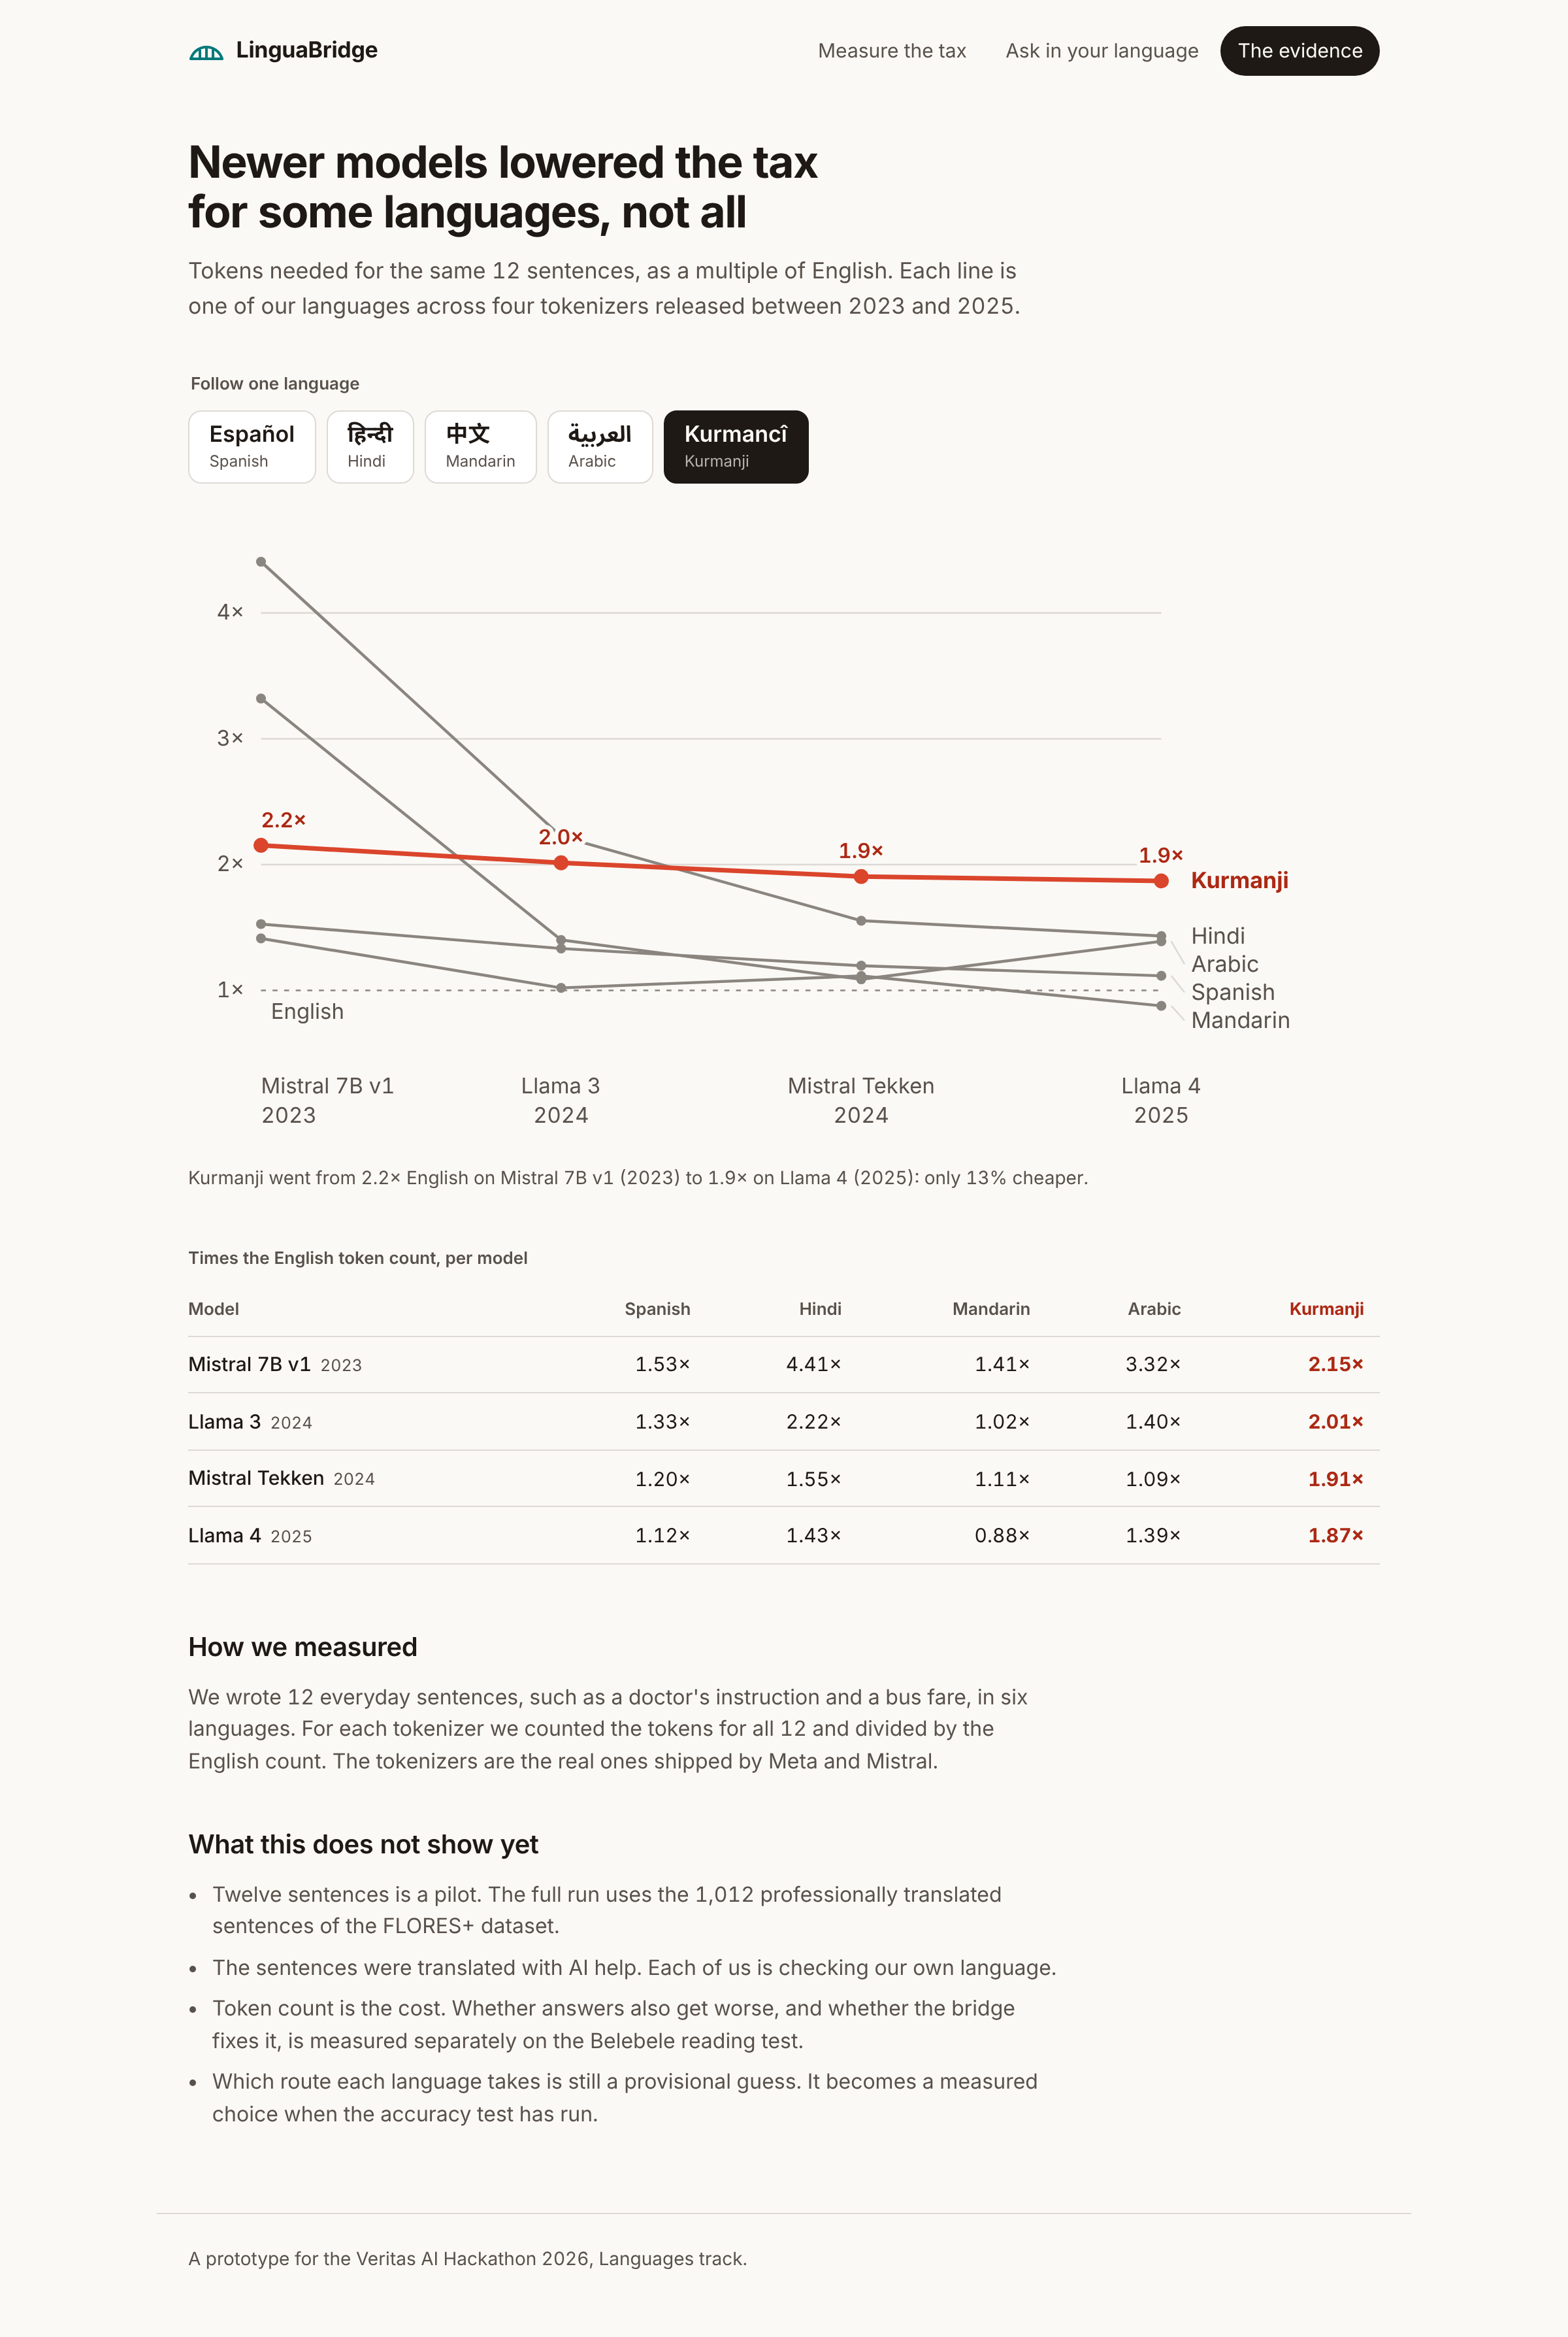 LinguaBridge
Measure the tax
Ask in your language
The evidence
Newer models lowered the tax
for some languages, not all
Tokens needed for the same 12 sentences, as a multiple of English. Each line is
one of our languages across four tokenizers released between 2023 and 2025.
Follow one language
Español
Spanish
हिन्दी
Hindi
中文
Mandarin
العربية
Arabic
Kurmancî
Kurmanji
4×
3×
2×
1×
2.2×
2.0×
1.9×
1.9×
Kurmanji
Hindi
Arabic
Spanish
Mandarin
English
Mistral 7B v1
2023
Llama 3
2024
Mistral Tekken
2024
Llama 4
2025
Kurmanji went from 2.2× English on Mistral 7B v1 (2023) to 1.9× on Llama 4 (2025): only 13% cheaper.
Times the English token count, per model
Model Spanish Hindi Mandarin Arabic Kurmanji
Mistral 7B v1 2023 1.53× 4.41× 1.41× 3.32× 2.15×
Llama 3 2024 1.33× 2.22× 1.02× 1.40× 2.01×
Mistral Tekken 2024 1.20× 1.55× 1.11× 1.09× 1.91×
Llama 4 2025 1.12× 1.43× 0.88× 1.39× 1.87×
How we measured
We wrote 12 everyday sentences, such as a doctor's instruction and a bus fare, in six
languages. For each tokenizer we counted the tokens for all 12 and divided by the
English count. The tokenizers are the real ones shipped by Meta and Mistral.
What this does not show yet
• Twelve sentences is a pilot. The full run uses the 1,012 professionally translated
sentences of the FLORES+ dataset.
• The sentences were translated with AI help. Each of us is checking our own language.
• Token count is the cost. Whether answers also get worse, and whether the bridge
fixes it, is measured separately on the Belebele reading test.
• Which route each language takes is still a provisional guess. It becomes a measured
choice when the accuracy test has run.
A prototype for the Veritas AI Hackathon 2026, Languages track.